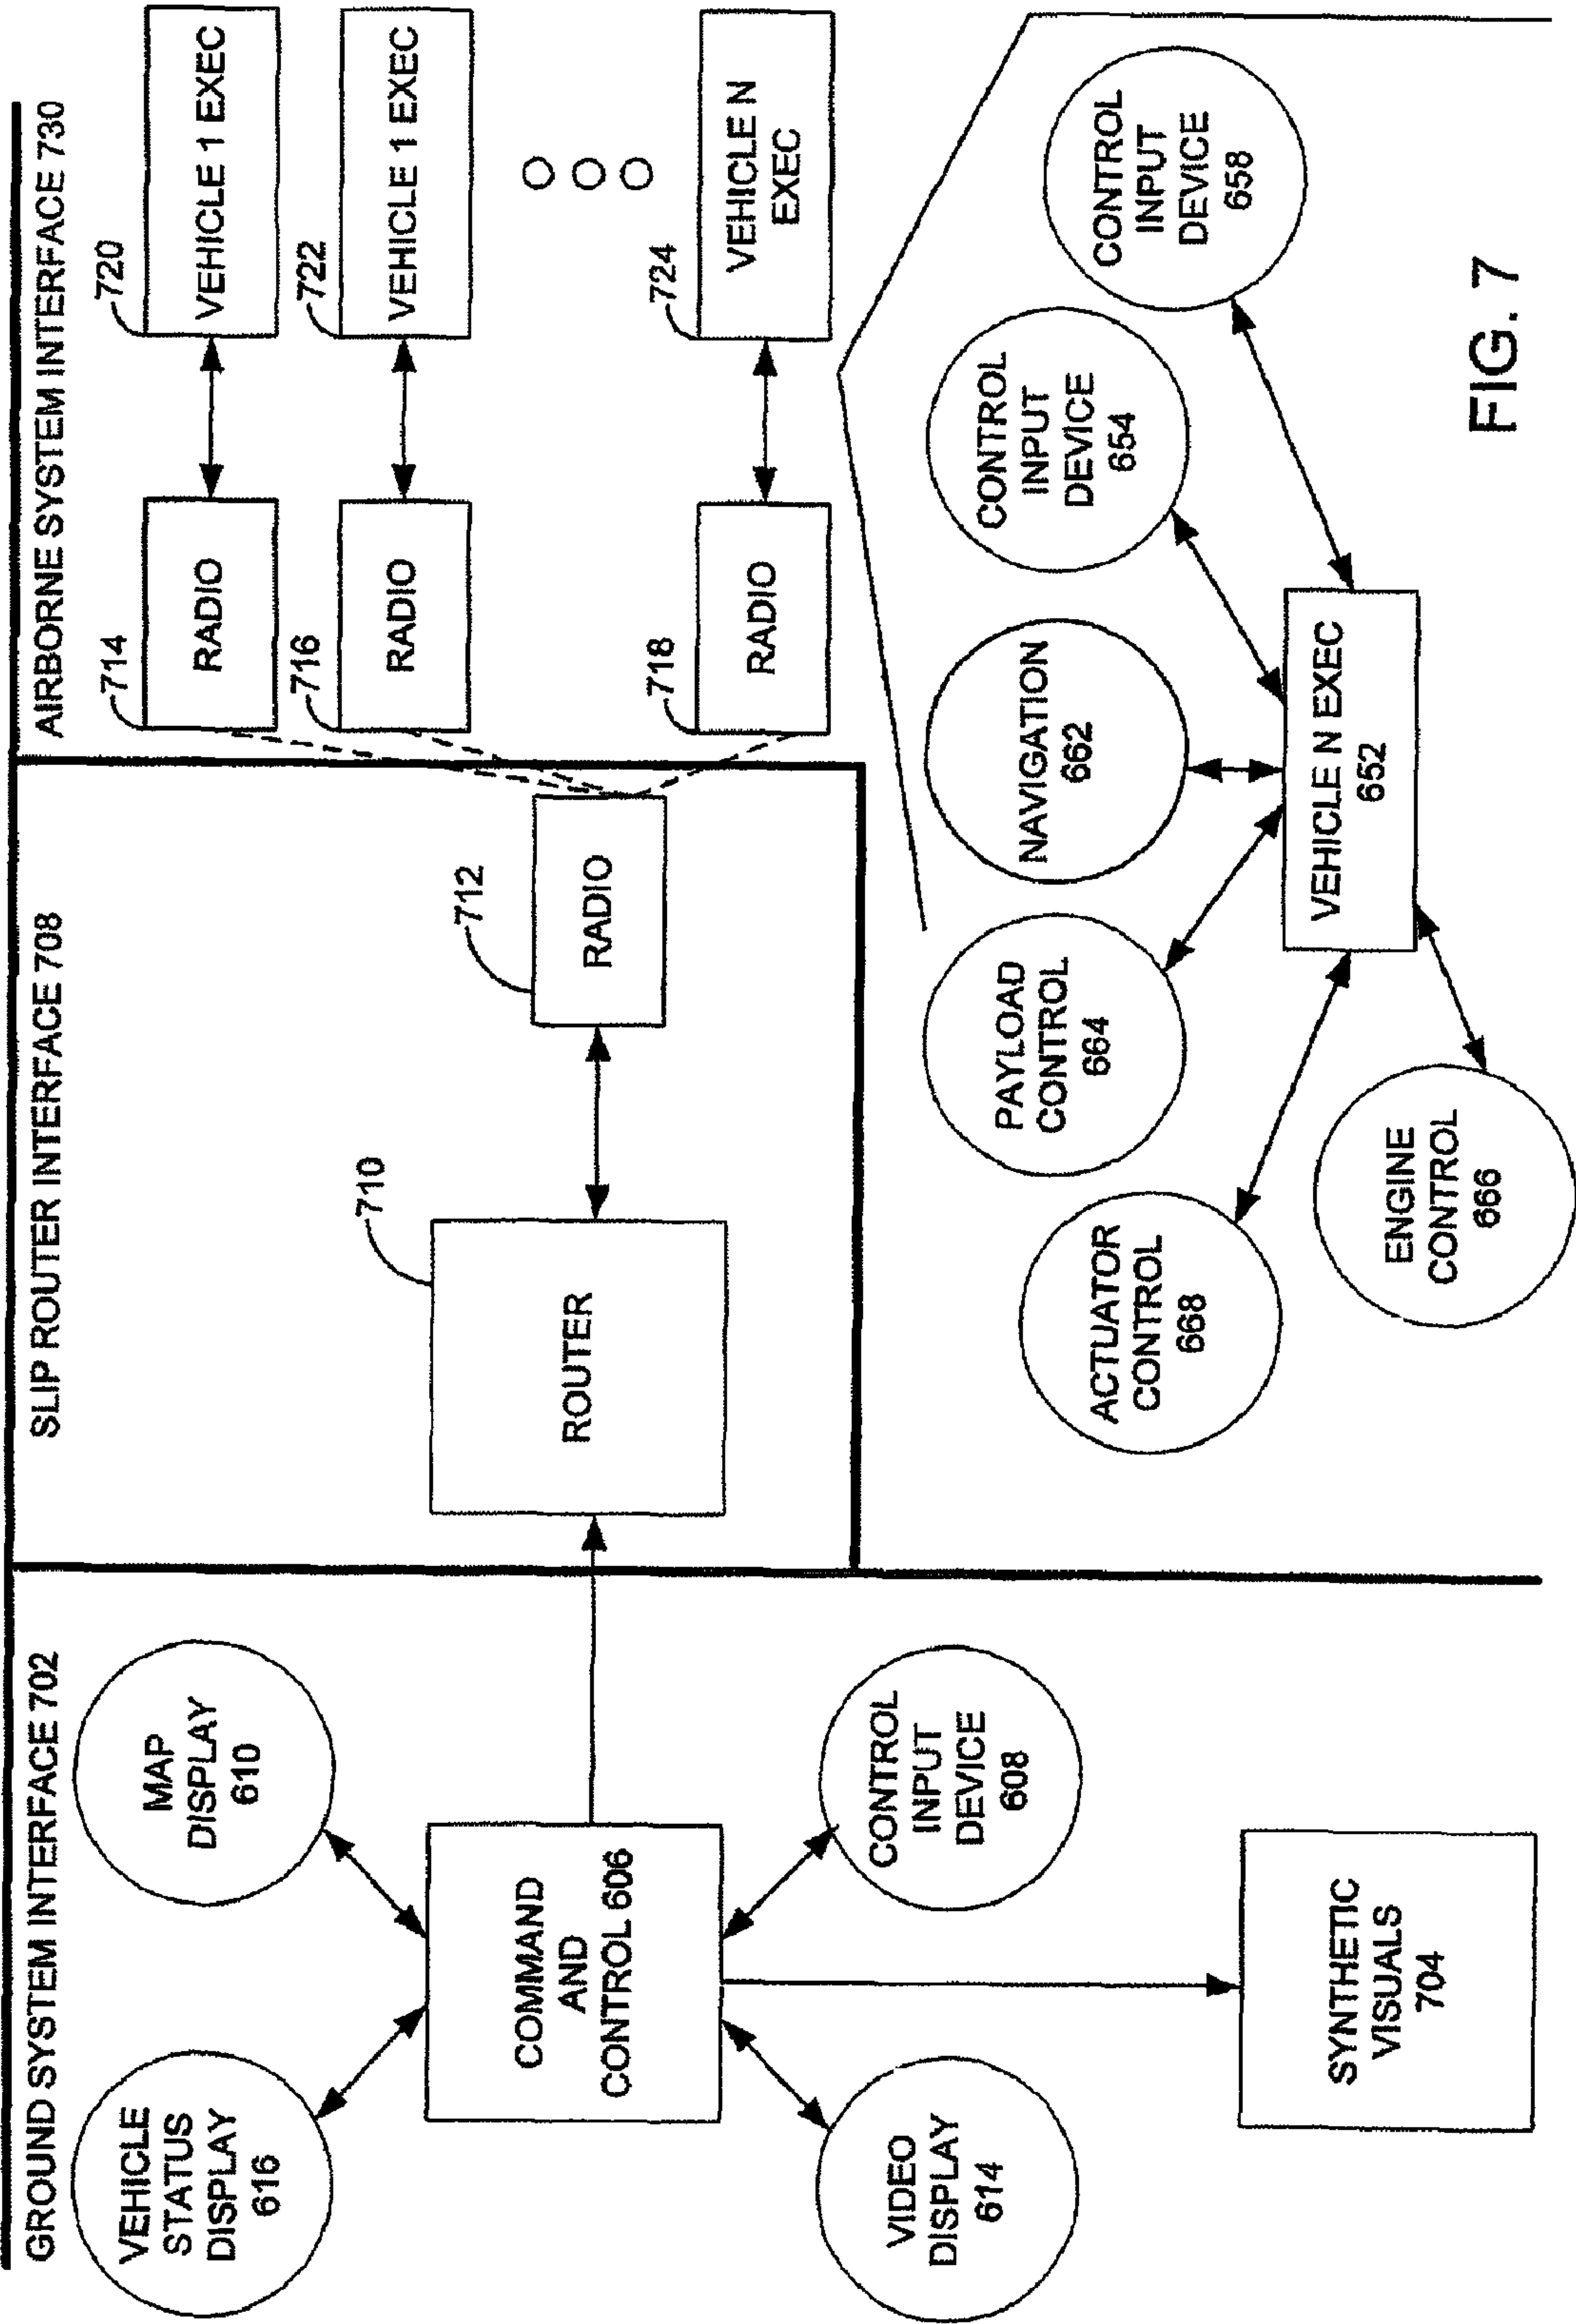 GROUND SYSTEM INTERFACE 702
VEHICLE
STATUS
DISPLAY
616
MAP
DISPLAY
610
COMMAND
AND
CONTROL 606
VIDEO
DISPLAY
614
CONTROL
INPUT
DEVICE
608
SYNTHETIC
VISUALS
704
SLIP ROUTER INTERFACE 708
710
ROUTER
712
RADIO
AIRBORNE SYSTEM INTERFACE 730
714
RADIO
720
VEHICLE 1 EXEC
716
RADIO
722
VEHICLE 1 EXEC
718
RADIO
724
VEHICLE N
EXEC
ACTUATOR
CONTROL
668
PAYLOAD
CONTROL
664
NAVIGATION
662
CONTROL
INPUT
DEVICE
654
CONTROL
INPUT
DEVICE
658
VEHICLE N EXEC
652
ENGINE
CONTROL
666
FIG. 7